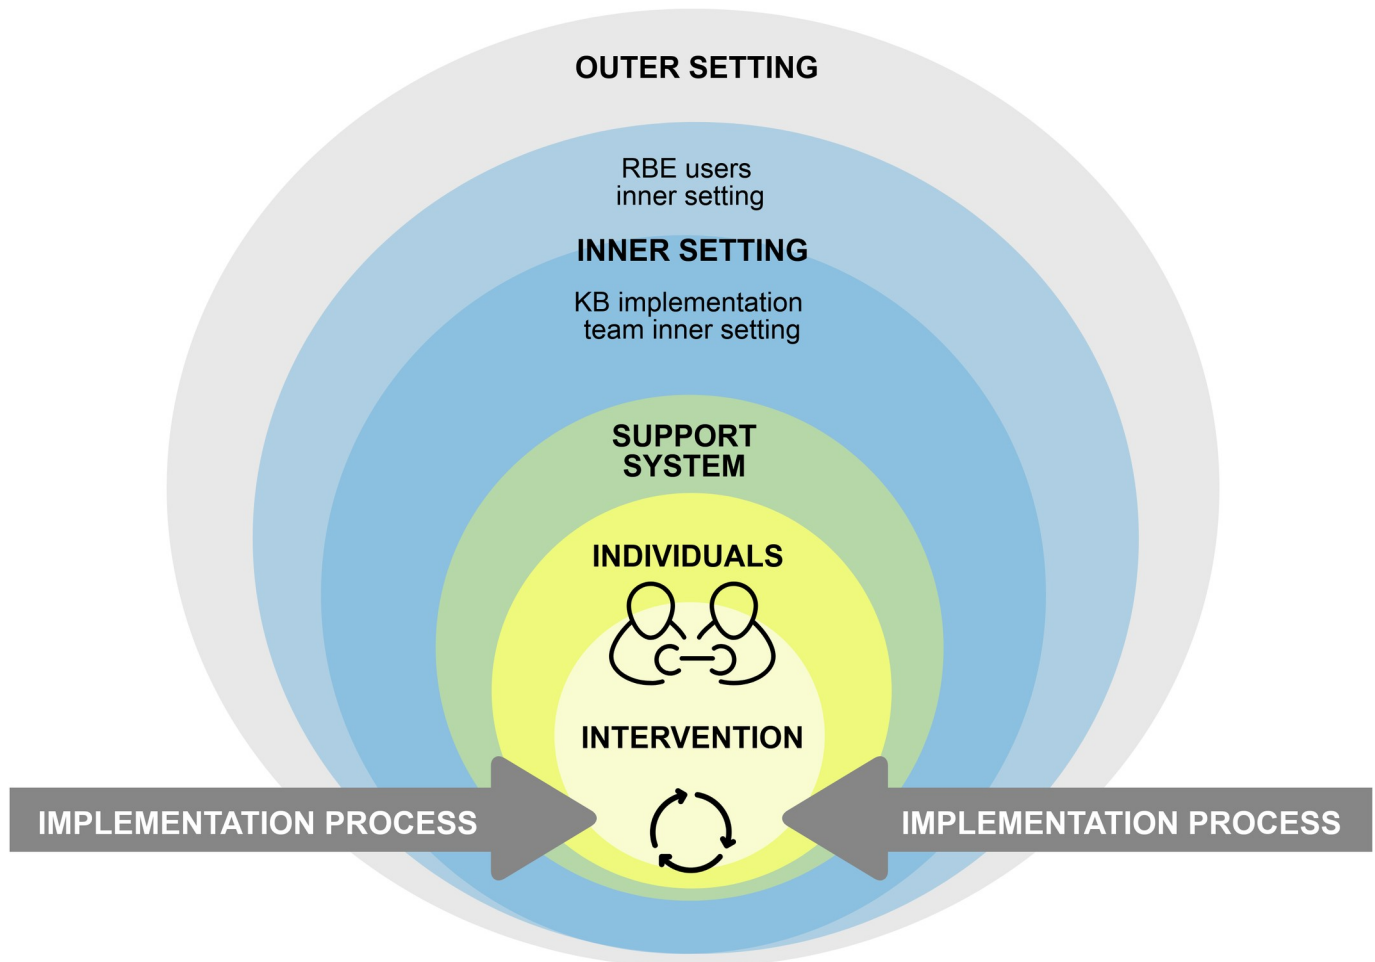 OUTER SETTING
RBE users
inner setting
INNER SETTING
KB implementation
team inner setting
SUPPORT
SYSTEM
INDIVIDUALS
INTERVENTION
IMPLEMENTATION PROCESS
IMPLEMENTATION PROCESS